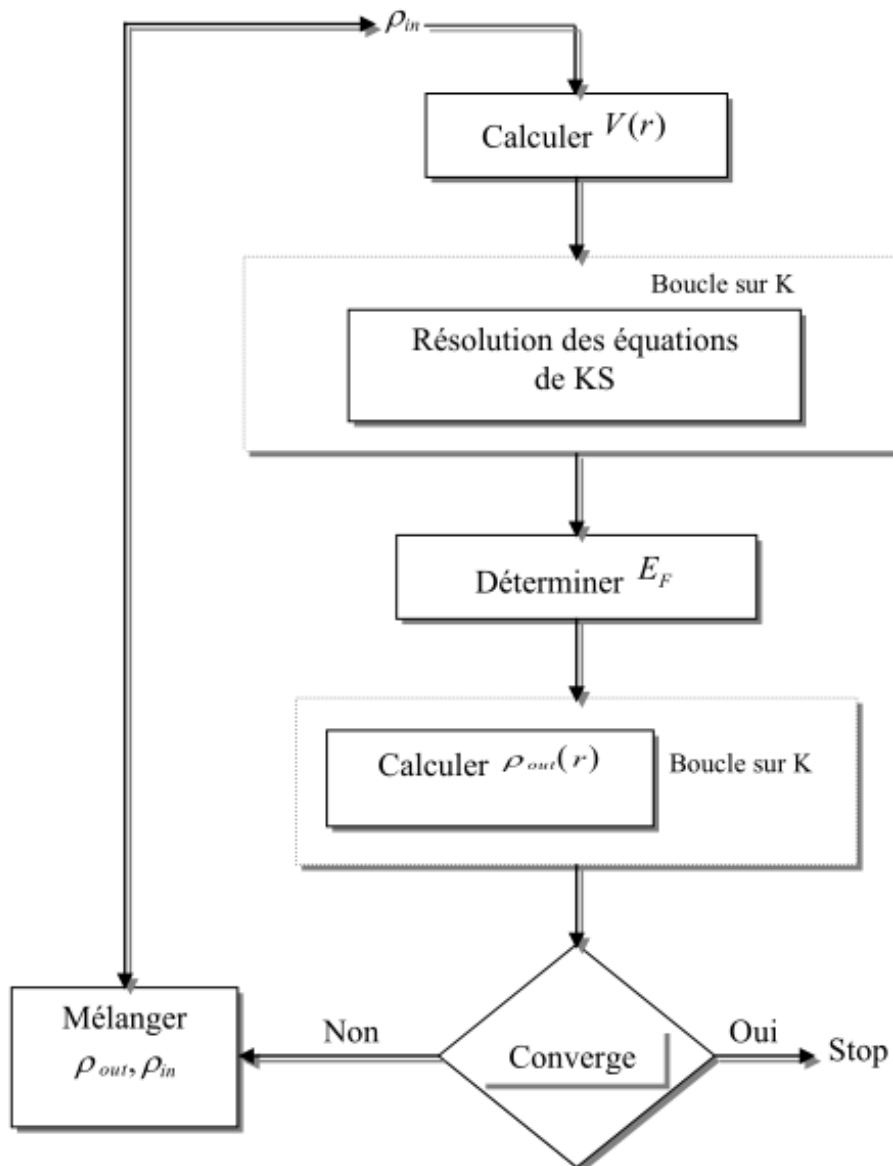 ρin
Calculer V(r)
Boucle sur K
Résolution des équations
de KS
Déterminer EF
Calculer ρout(r)
Boucle sur K
Mélanger
ρout, ρin
Non
Converge
Oui
Stop